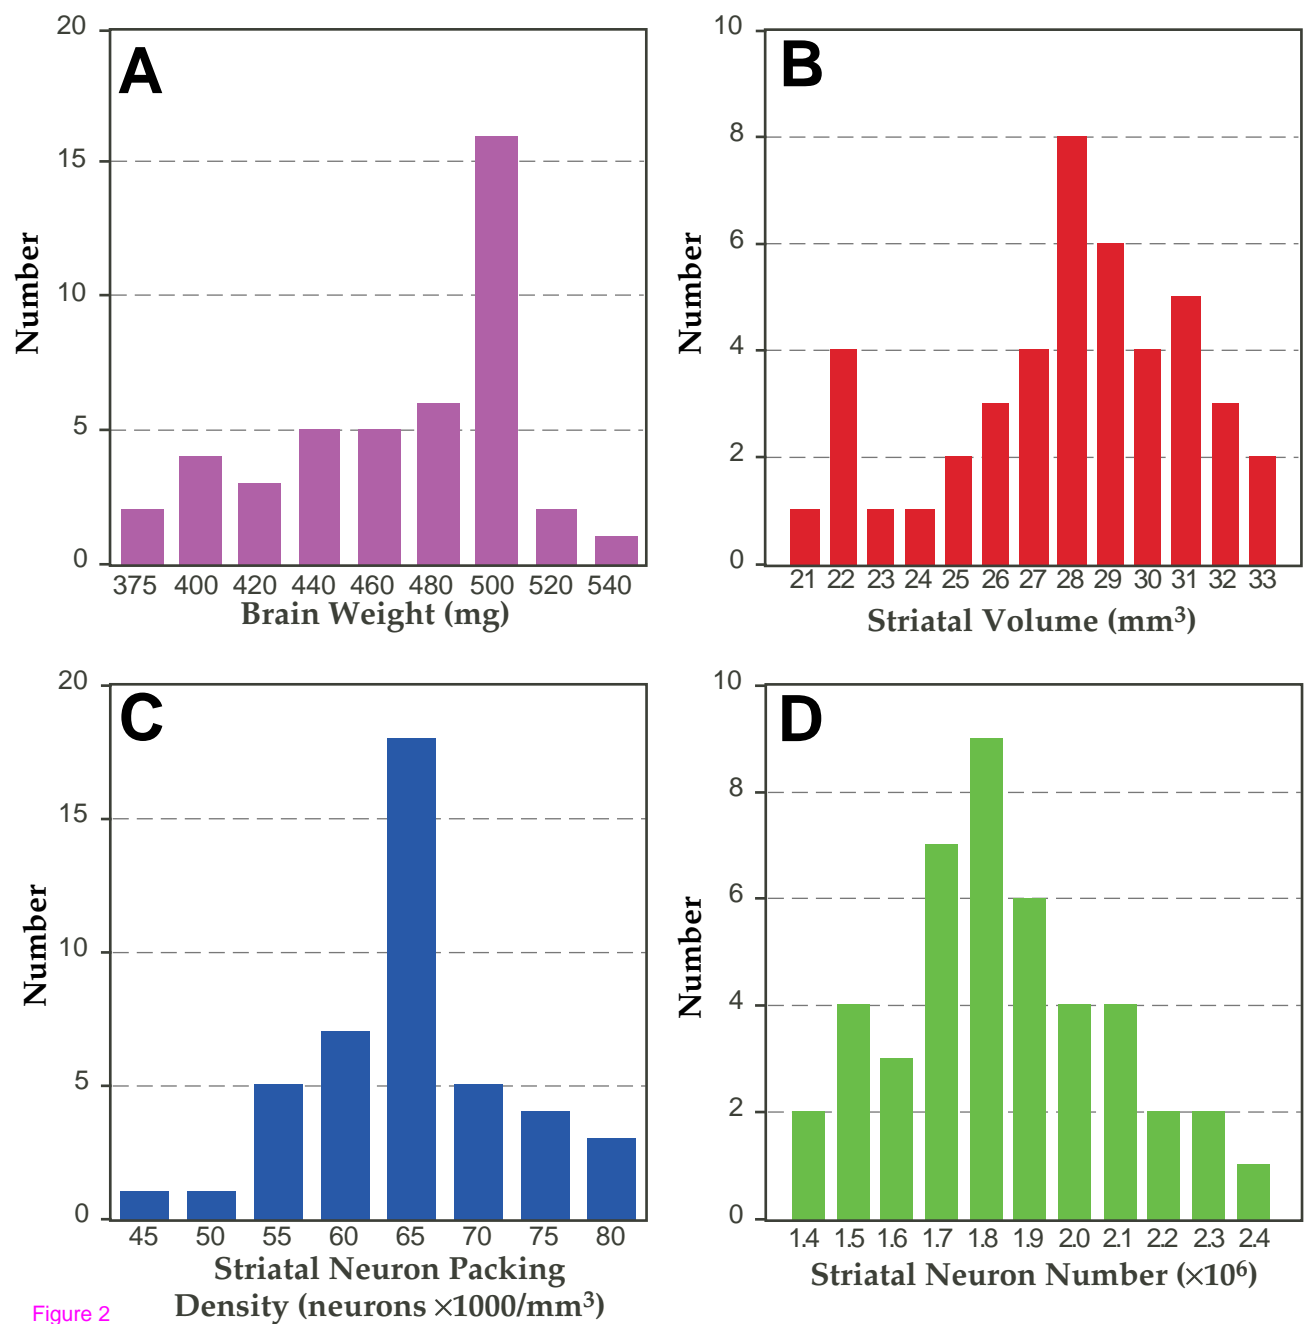 A
20
15
10
5
0
Number
375 400 420 440 460 480 500 520 540
Brain Weight (mg)
B
10
8
6
4
2
0
Number
21 22 23 24 25 26 27 28 29 30 31 32 33
Striatal Volume (mm³)
C
20
15
10
5
0
Number
45 50 55 60 65 70 75 80
Striatal Neuron Packing
Density (neurons ×1000/mm³)
D
10
8
6
4
2
0
Number
1.4 1.5 1.6 1.7 1.8 1.9 2.0 2.1 2.2 2.3 2.4
Striatal Neuron Number (×10⁶)
Figure 2